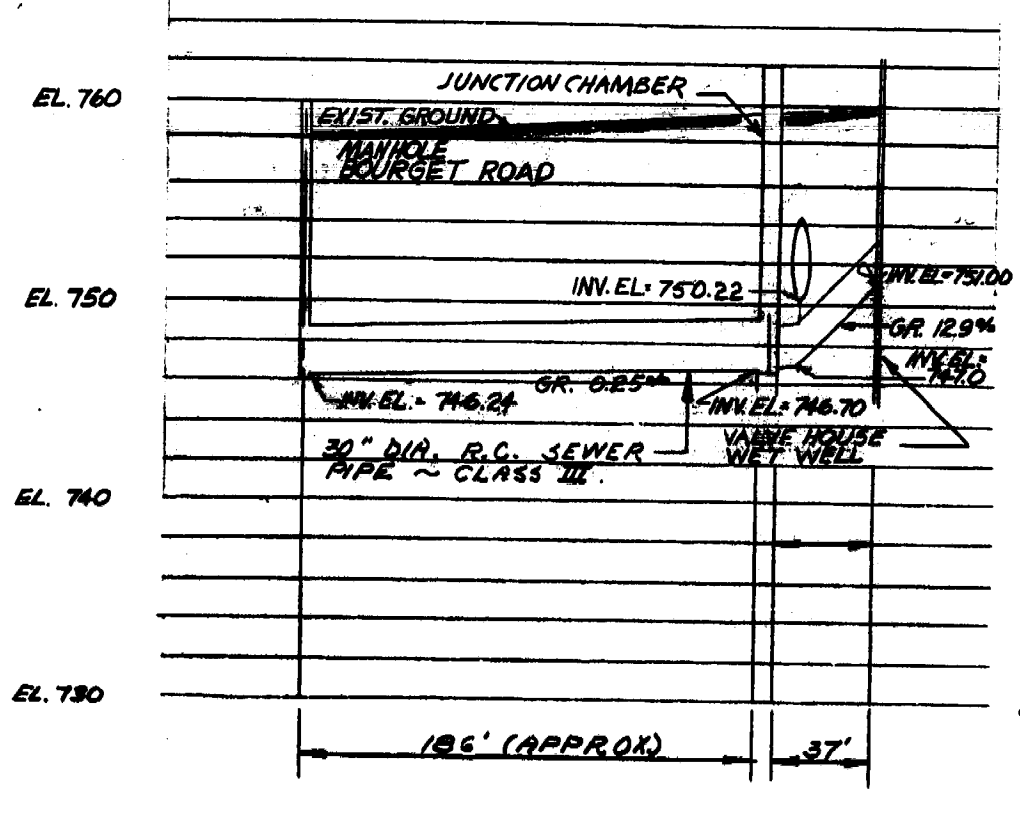 JUNCTION CHAMBER
EL. 760
EXIST. GROUND
MANHOLE
BOURGET ROAD
INV. EL= 751.00
INV. EL= 750.22
EL. 750
GR. 12.9%
INV. EL=
747.0
GR. 0.25%
INV. EL. = 746.24
INV. EL= 746.70
VALVE HOUSE
WET WELL
30" DIA. R.C. SEWER
PIPE ~ CLASS III.
EL. 740
EL. 730
186' (APPROX.)
37'